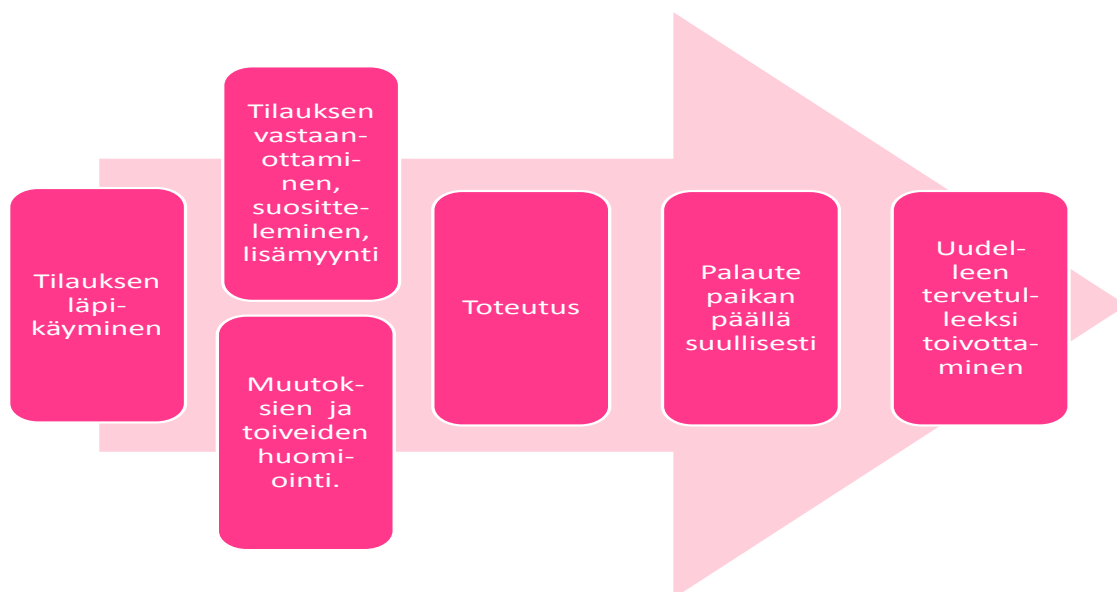 Tilauksen
läpi-
käyminen
Tilauksen
vastaan-
ottami-
nen,
suositte-
leminen,
lisämyynti
Muutok-
sien ja
toiveiden
huomi-
ointi.
Toteutus
Palaute
paikan
päällä
suullisesti
Uudel-
leen
tervetul-
leeksi
toivotta-
minen